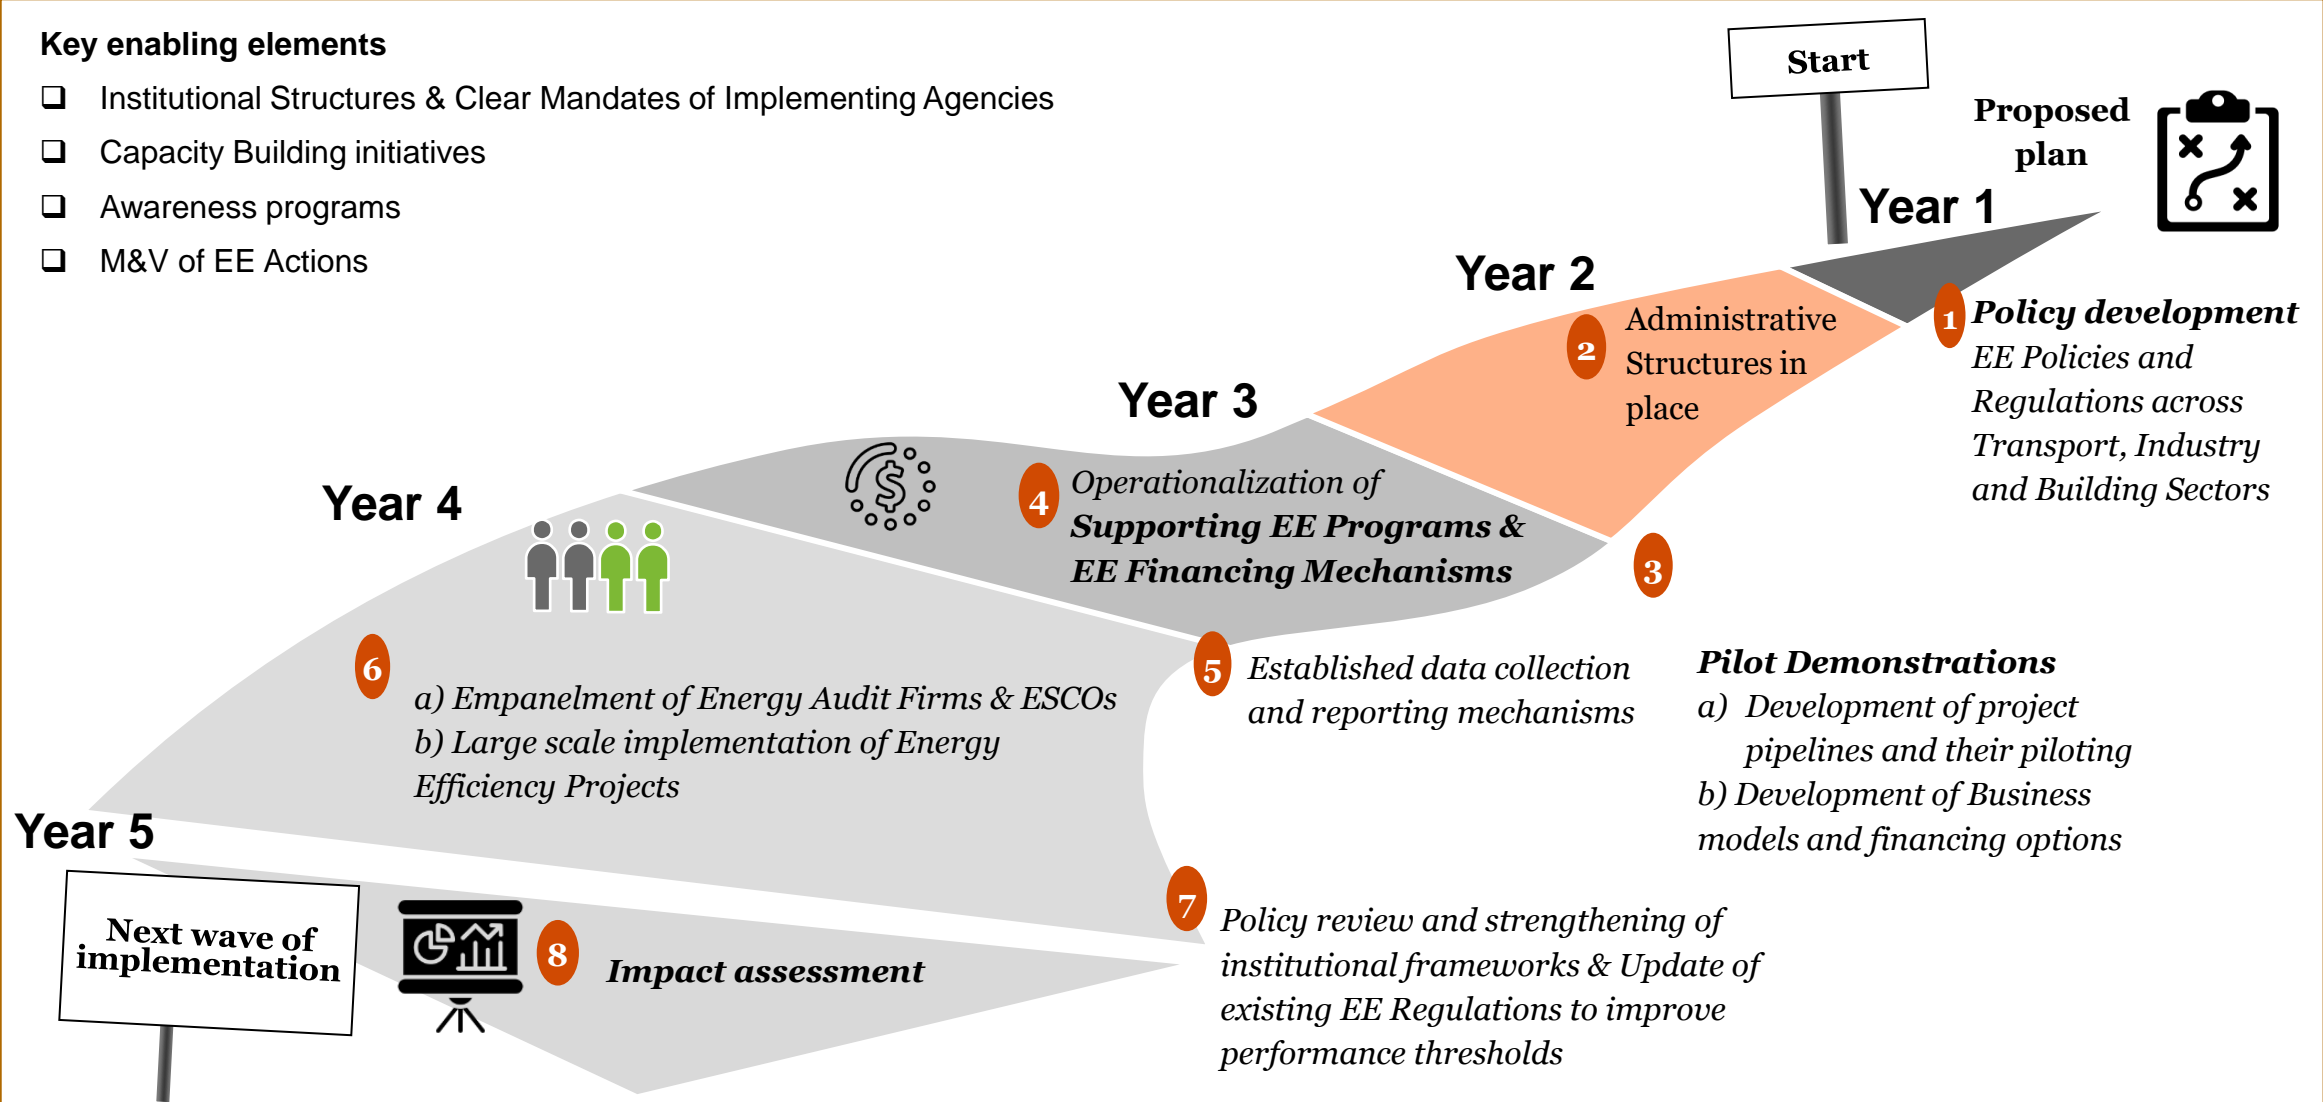 Key enabling elements
Institutional Structures & Clear Mandates of Implementing Agencies
Capacity Building initiatives
Awareness programs
M&V of EE Actions
Start
Proposed
plan
Year 1
1
Policy development
EE Policies and
Regulations across
Transport, Industry
and Building Sectors
Year 2
2
Administrative
Structures in
place
3
Pilot Demonstrations
a) Development of project
pipelines and their piloting
b) Development of Business
models and financing options
Year 3
4
Operationalization of
Supporting EE Programs &
EE Financing Mechanisms
5
Established data collection
and reporting mechanisms
Year 4
6
a) Empanelment of Energy Audit Firms & ESCOs
b) Large scale implementation of Energy
Efficiency Projects
7
Policy review and strengthening of
institutional frameworks & Update of
existing EE Regulations to improve
performance thresholds
Year 5
8
Impact assessment
Next wave of
implementation